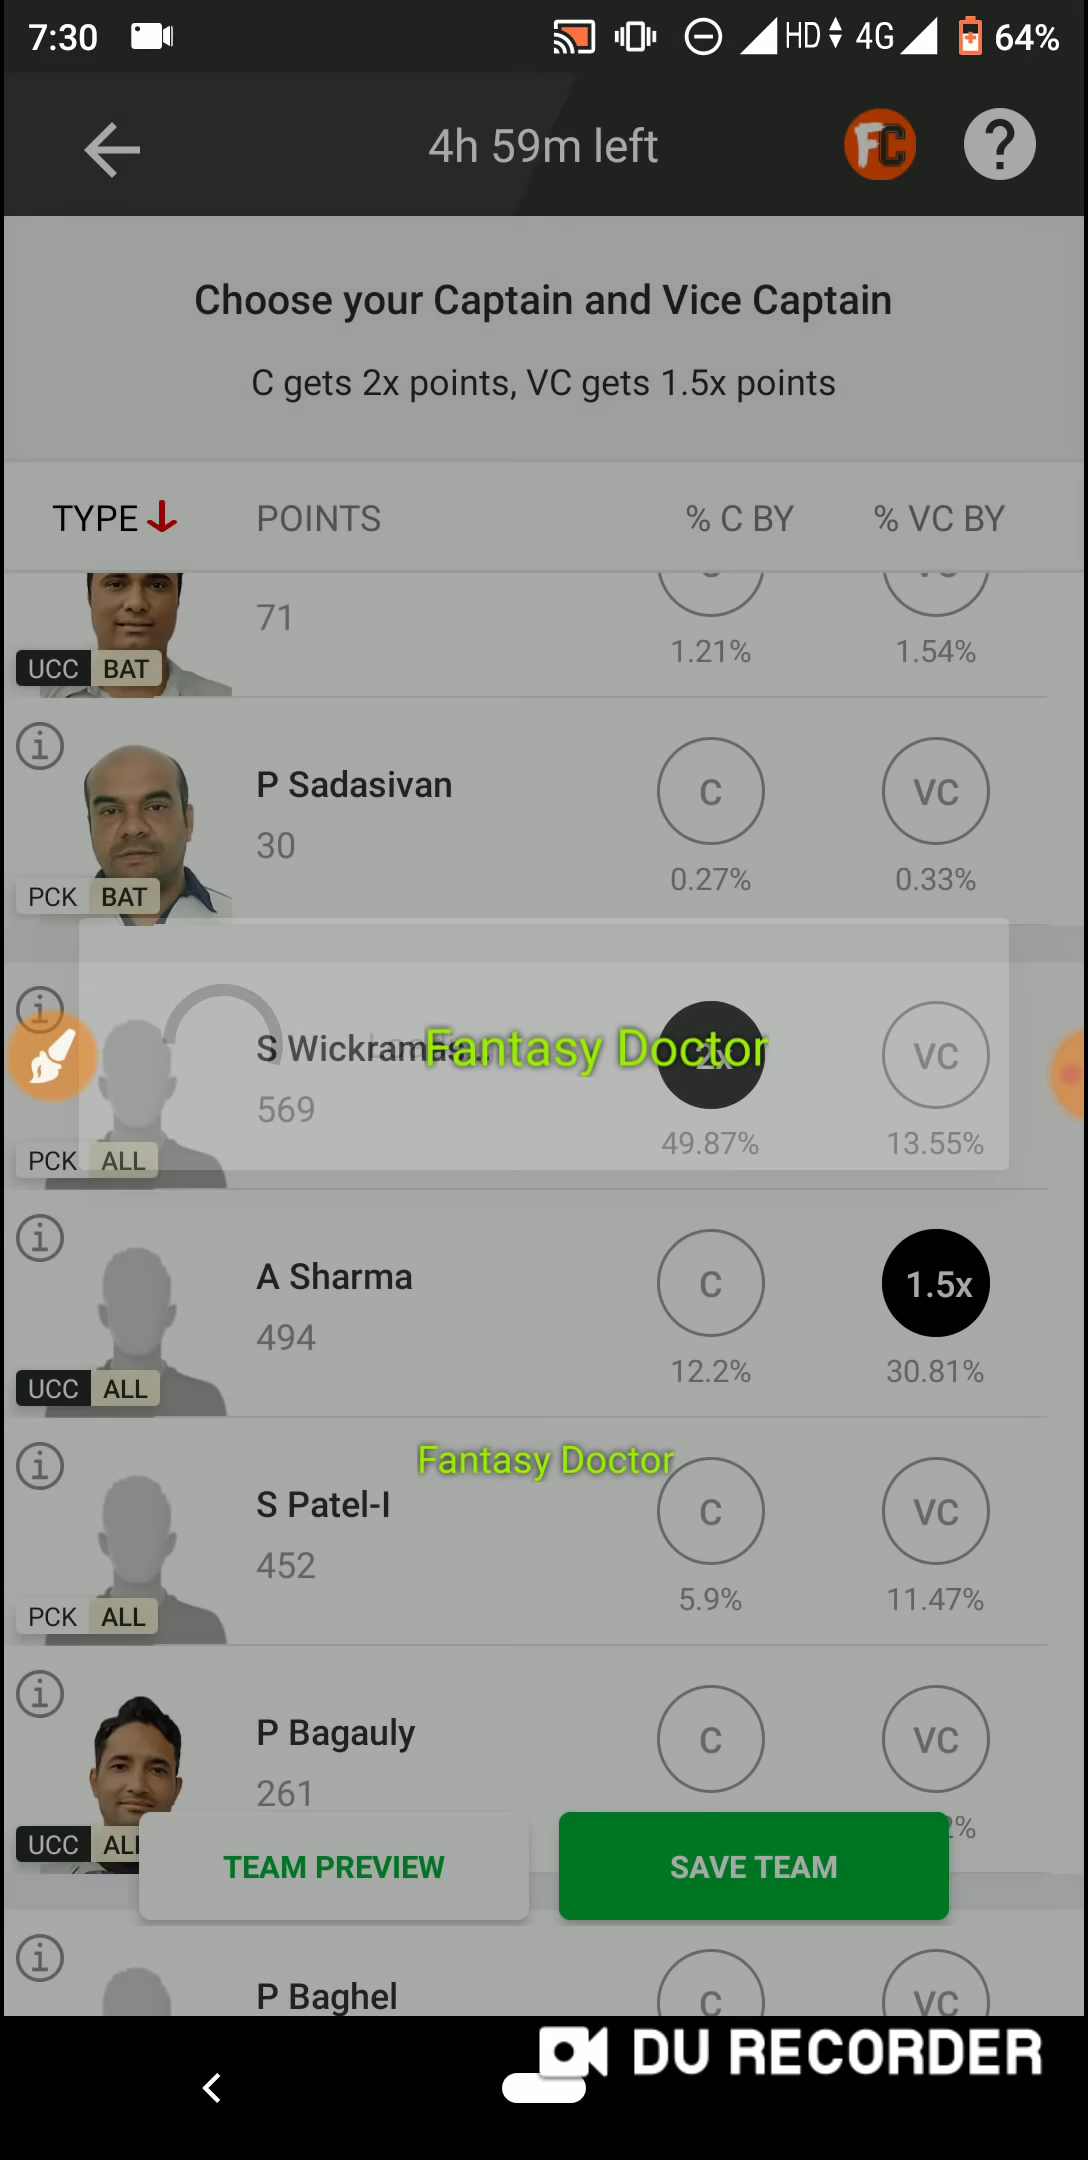 7:30 HD 4G 64%
4h 59m left FC ?
Choose your Captain and Vice Captain
C gets 2x points, VC gets 1.5x points
TYPE POINTS % C BY % VC BY
71
1.21% 1.54%
UCC BAT
P Sadasivan C VC
30
0.27% 0.33%
PCK BAT
S Wickramas... 2x VC
Fantasy Doctor
569
49.87% 13.55%
PCK ALL
A Sharma C 1.5x
494
12.2% 30.81%
UCC ALL
Fantasy Doctor
S Patel-I C VC
452
5.9% 11.47%
PCK ALL
P Bagauly C VC
261
UCC ALL
TEAM PREVIEW SAVE TEAM
P Baghel C VC
DU RECORDER